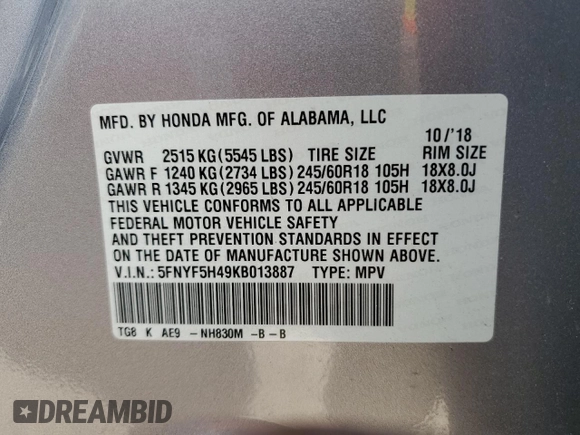 MFD. BY HONDA MFG. OF ALABAMA, LLC
10/'18
GVWR 2515 KG (5545 LBS) TIRE SIZE RIM SIZE
GAWR F 1240 KG (2734 LBS) 245/60R18 105H 18X8.0J
GAWR R 1345 KG (2965 LBS) 245/60R18 105H 18X8.0J
THIS VEHICLE CONFORMS TO ALL APPLICABLE
FEDERAL MOTOR VEHICLE SAFETY
AND THEFT PREVENTION STANDARDS IN EFFECT
ON THE DATE OF MANUFACTURE SHOWN ABOVE.
V.I.N.: 5FNYF5H49KB013887 TYPE: MPV
TG8 K AE9 -NH830M -B-B
DREAMBID